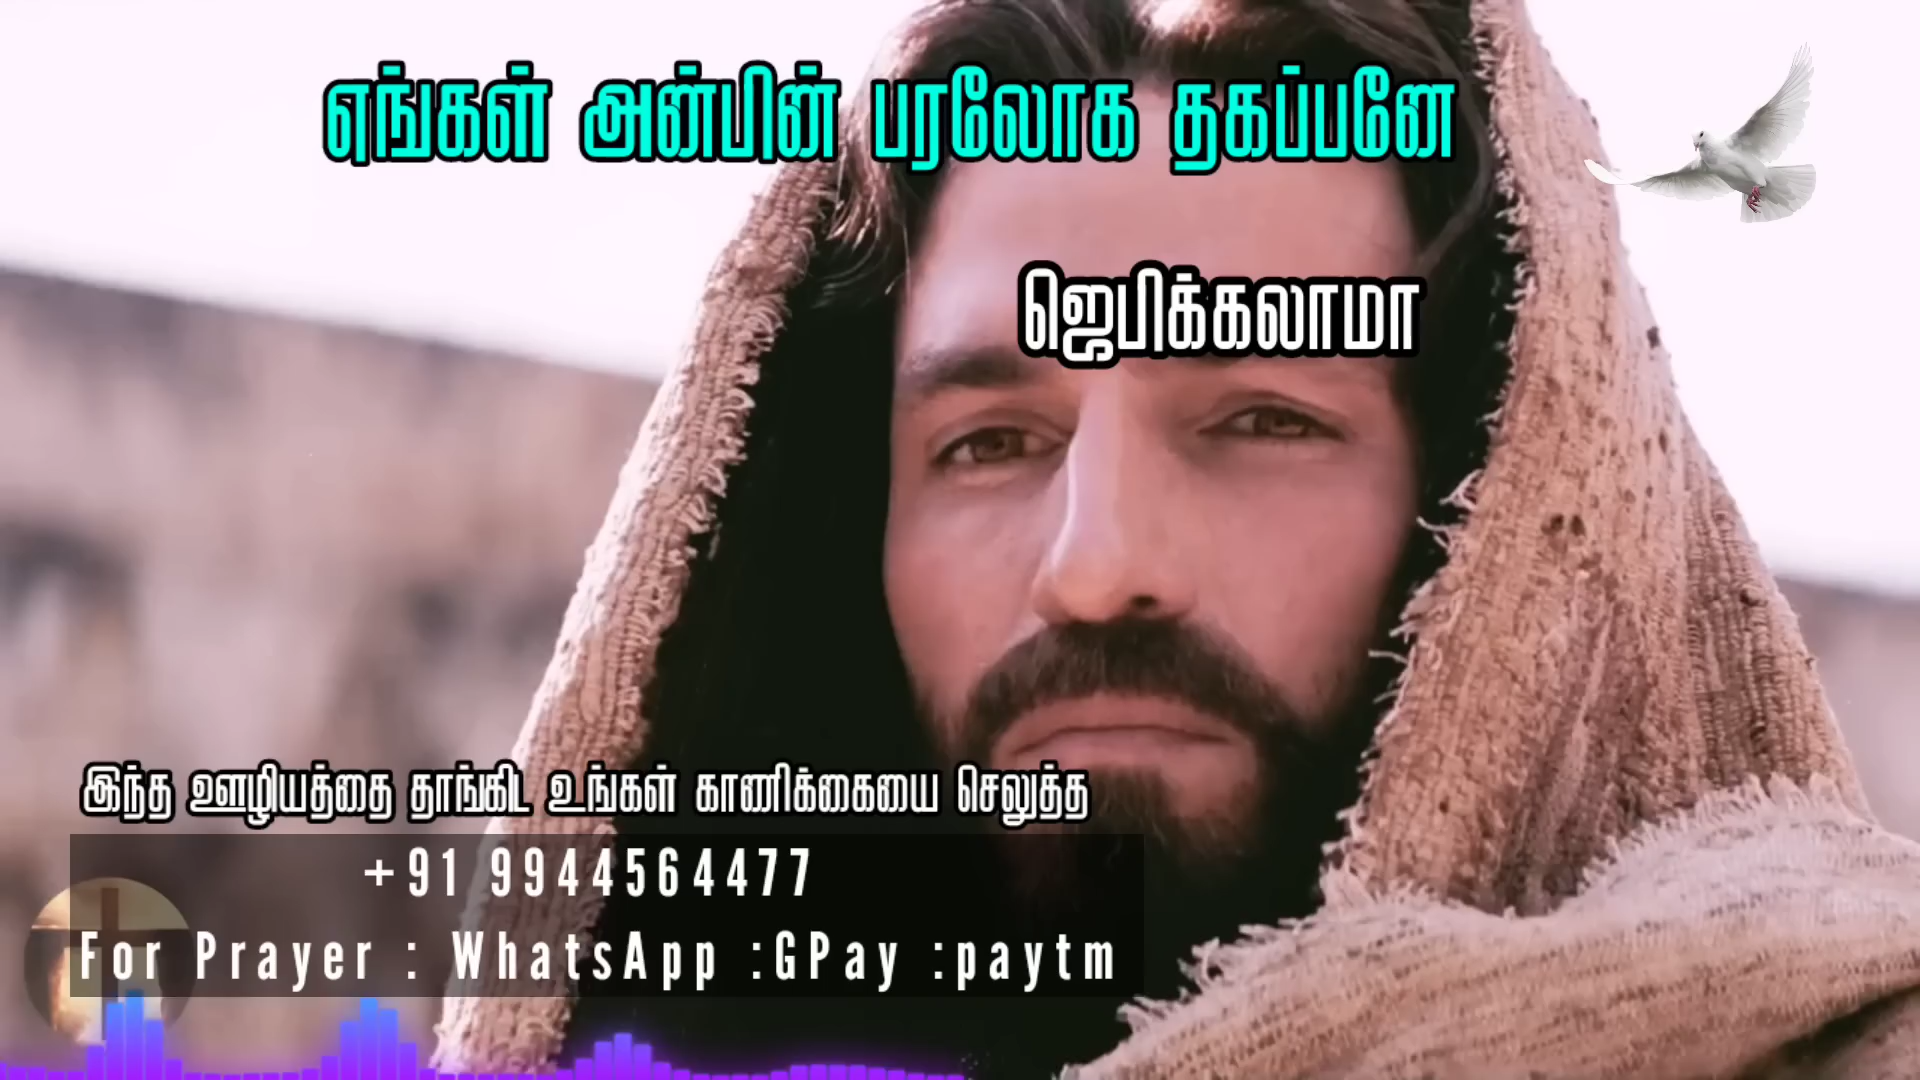 எங்கள் அன்பின் பரலோக தகப்பனே
ஜெபிக்கலாமா
இந்த ஊழியத்தை தாங்கிட உங்கள் காணிக்கையை செலுத்த
+91 9944564477
For Prayer : WhatsApp :GPay :paytm